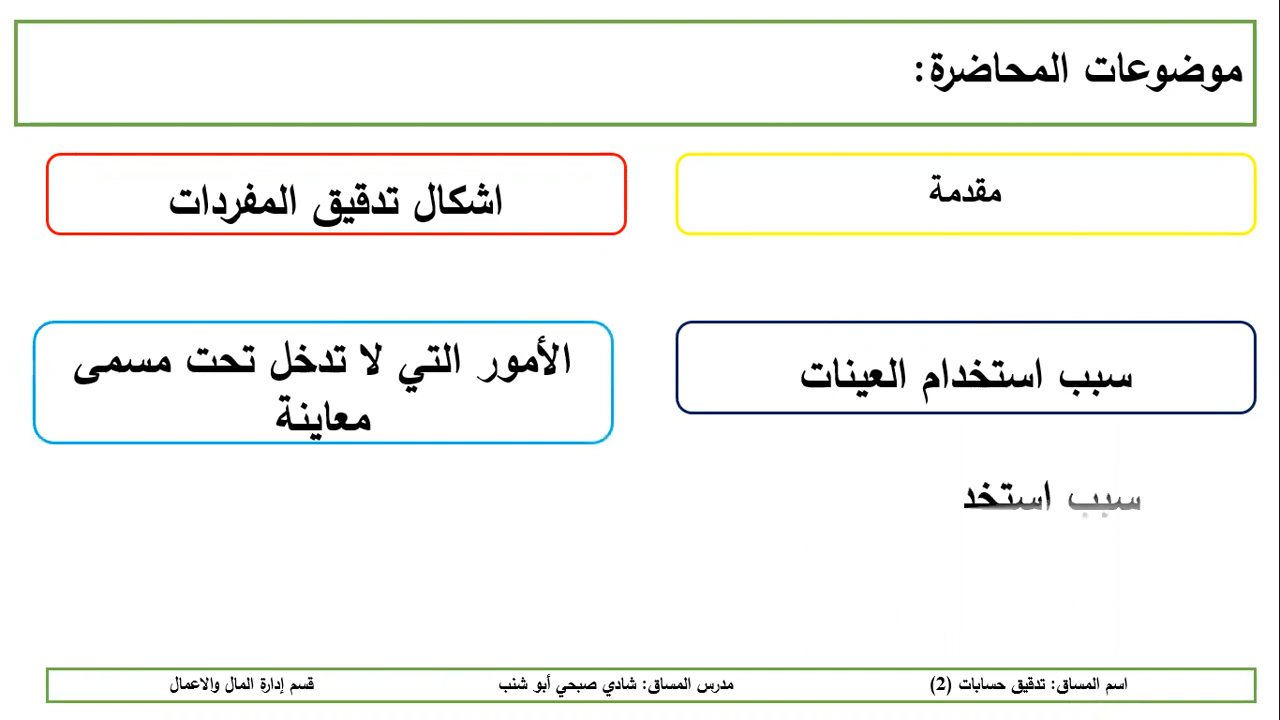 موضوعات المحاضرة:
مقدمة
اشكال تدقيق المفردات
سبب استخدام العينات
الأمور التي لا تدخل تحت مسمى
معاينة
سبب استخد
اسم المساق: تدقيق حسابات (2)
مدرس المساق: شادي صبحي أبو شنب
قسم إدارة المال والاعمال